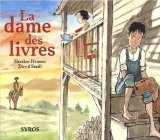 La
dame
des
livres
Heather Henson
David Small
SYROS